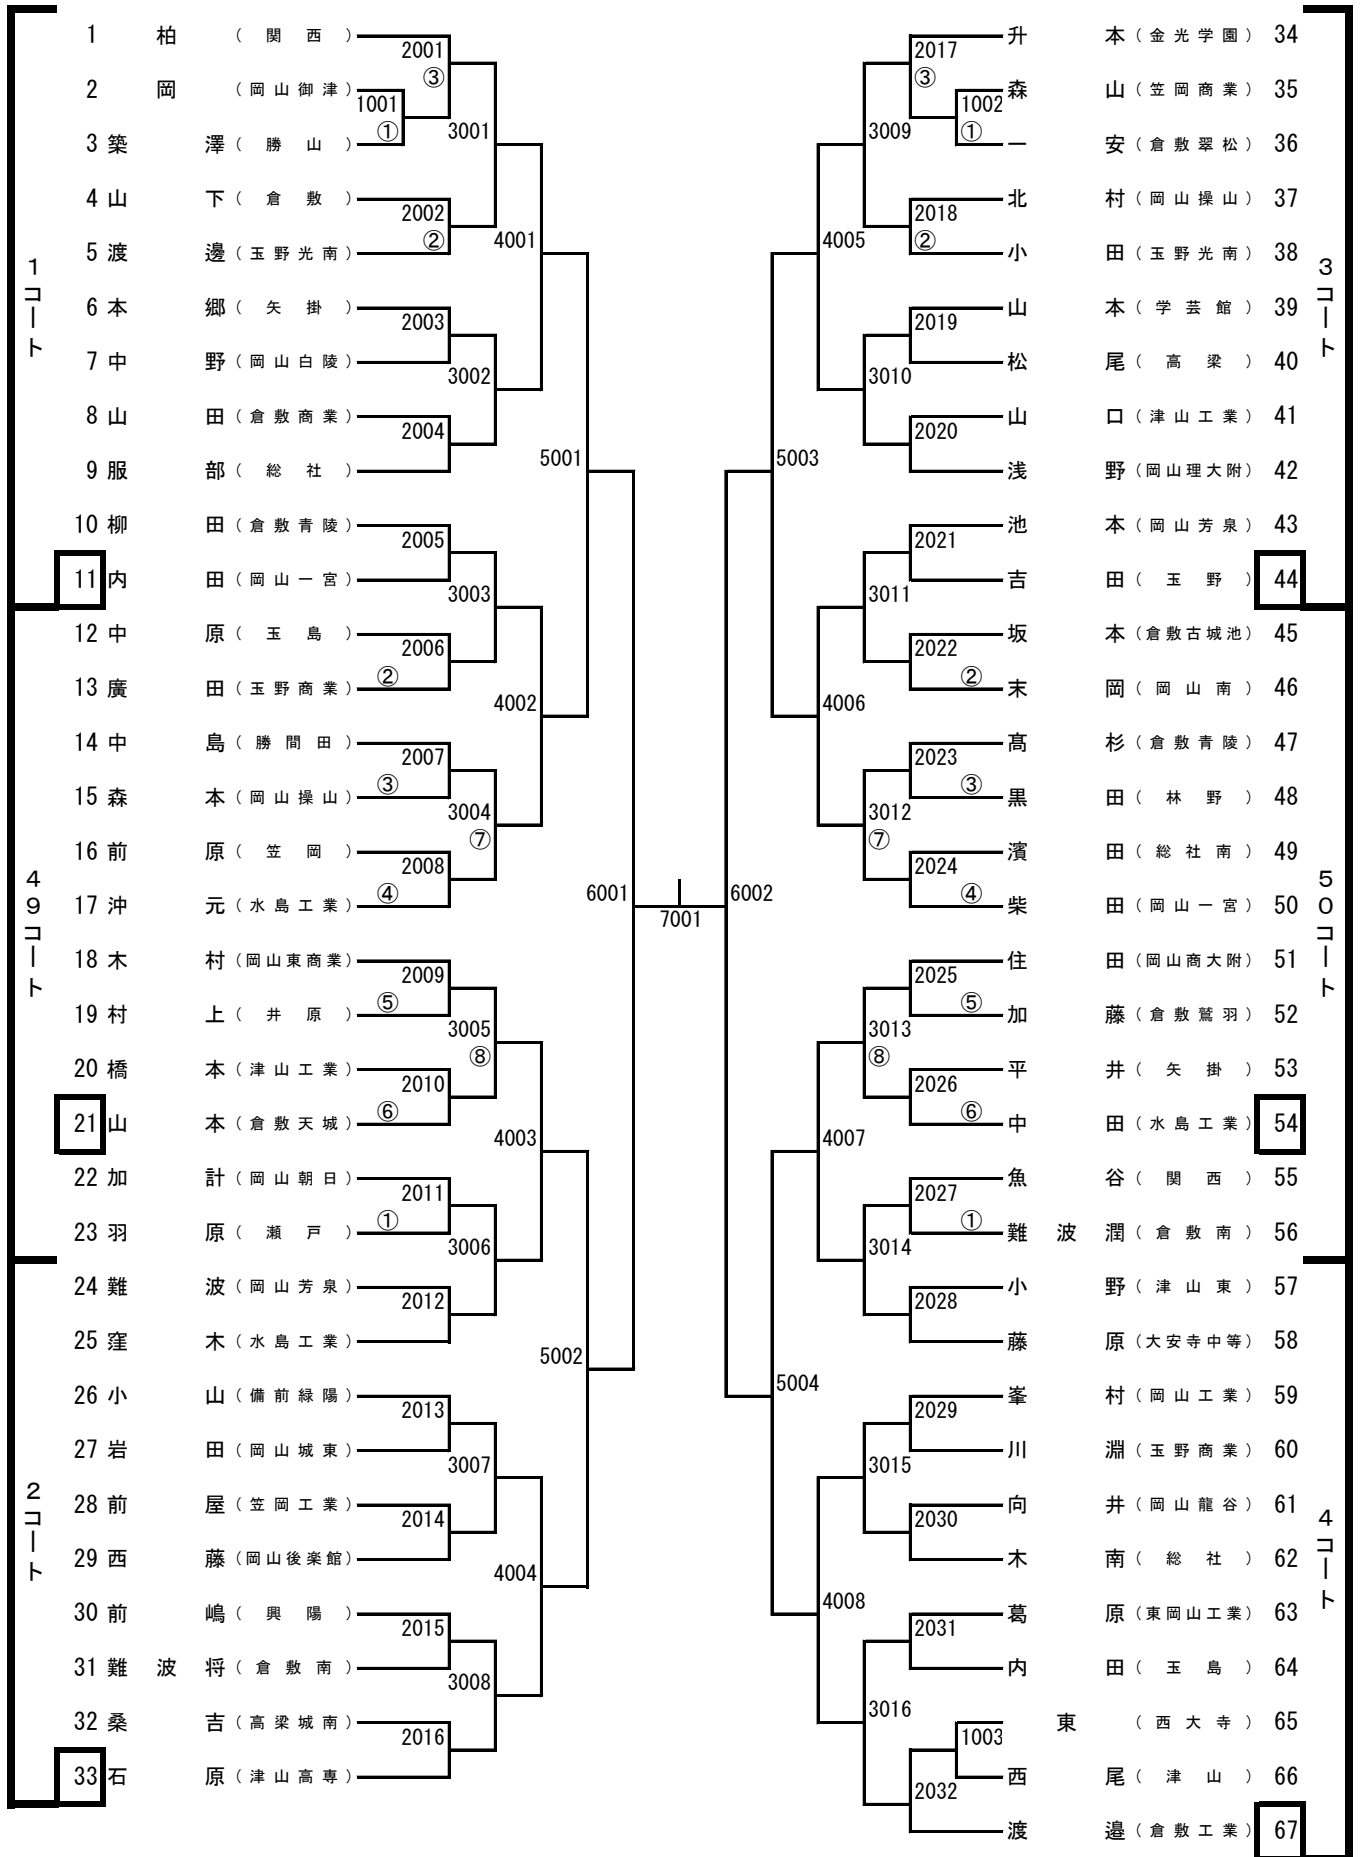 1 柏 (関西)
2 岡 (岡山御津)
3 築澤 (勝山)
4 山下 (倉敷)
5 渡邊 (玉野光南)
6 本郷 (矢掛)
7 中野 (岡山白陵)
8 山田 (倉敷商業)
9 服部 (総社)
10 柳田 (倉敷青陵)
11 内田 (岡山一宮)
12 中原 (玉島)
13 廣田 (玉野商業)
14 中島 (勝間田)
15 森本 (岡山操山)
16 前原 (笠岡)
17 沖元 (水島工業)
18 木村 (岡山東商業)
19 村上 (井原)
20 橋本 (津山工業)
21 山本 (倉敷天城)
22 加計 (岡山朝日)
23 羽原 (瀬戸)
24 難波 (岡山芳泉)
25 窪木 (水島工業)
26 小山 (備前緑陽)
27 岩田 (岡山城東)
28 前屋 (笠岡工業)
29 西藤 (岡山後楽館)
30 前嶋 (興陽)
31 難波将 (倉敷南)
32 桑吉 (高梁城南)
33 石原 (津山高専)
1コート
49コート
2コート
1001 ①
2001 ③
2002 ②
2003
2004
2005
2006 ②
2007 ③
2008 ④
2009 ⑤
2010 ⑥
2011 ①
2012
2013
2014
2015
2016
3001
3002
3003
3004 ⑦
3005 ⑧
3006
3007
3008
4001
4002
4003
4004
5001
5002
6001
7001
6002
5003
5004
4005
4006
4007
4008
3009
3010
3011
3012 ⑦
3013 ⑧
3014
3015
3016
2017 ③
2018 ②
2019
2020
2021
2022 ②
2023 ③
2024 ④
2025 ⑤
2026 ⑥
2027 ①
2028
2029
2030
2031
2032
1002 ①
1003
升本 (金光学園) 34
森山 (笠岡商業) 35
一安 (倉敷翠松) 36
北村 (岡山操山) 37
小田 (玉野光南) 38
山本 (学芸館) 39
松尾 (高梁) 40
山口 (津山工業) 41
浅野 (岡山理大附) 42
池本 (岡山芳泉) 43
吉田 (玉野) 44
坂本 (倉敷古城池) 45
末岡 (岡山南) 46
髙杉 (倉敷青陵) 47
黒田 (林野) 48
濱田 (総社南) 49
柴田 (岡山一宮) 50
住田 (岡山商大附) 51
加藤 (倉敷鷲羽) 52
平井 (矢掛) 53
中田 (水島工業) 54
魚谷 (関西) 55
難波潤 (倉敷南) 56
小野 (津山東) 57
藤原 (大安寺中等) 58
峯村 (岡山工業) 59
川淵 (玉野商業) 60
向井 (岡山龍谷) 61
木南 (総社) 62
葛原 (東岡山工業) 63
内田 (玉島) 64
東 (西大寺) 65
西尾 (津山) 66
渡邉 (倉敷工業) 67
3コート
50コート
4コート